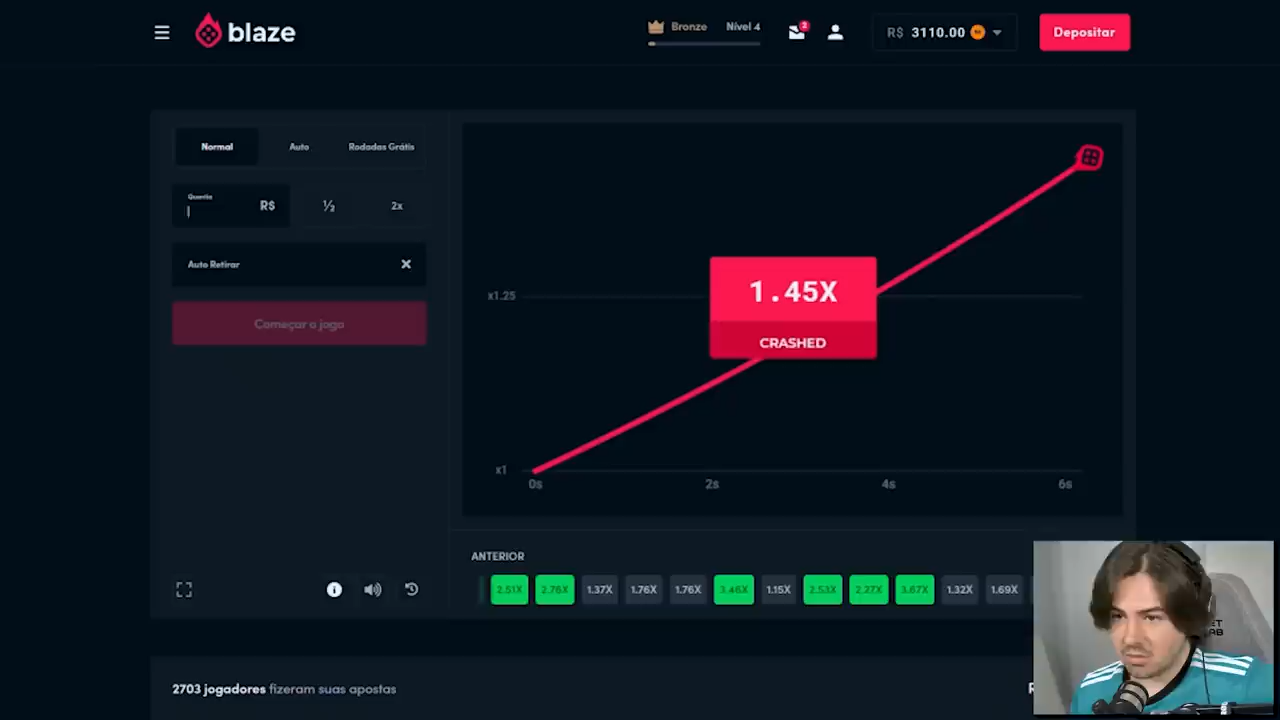 blaze
Bronze Nível 4
2
R$ 3110.00
Depositar
Normal Auto Rodadas Grátis
Quantia
R$ ½ 2x
Auto Retirar
Começar o jogo
1.45X
CRASHED
x1.25
x1
0s 2s 4s 6s
ANTERIOR
2.51X 2.76X 1.37X 1.76X 1.76X 3.46X 1.15X 2.53X 2.27X 3.67X 1.32X 1.69X
2703 jogadores fizeram suas apostas